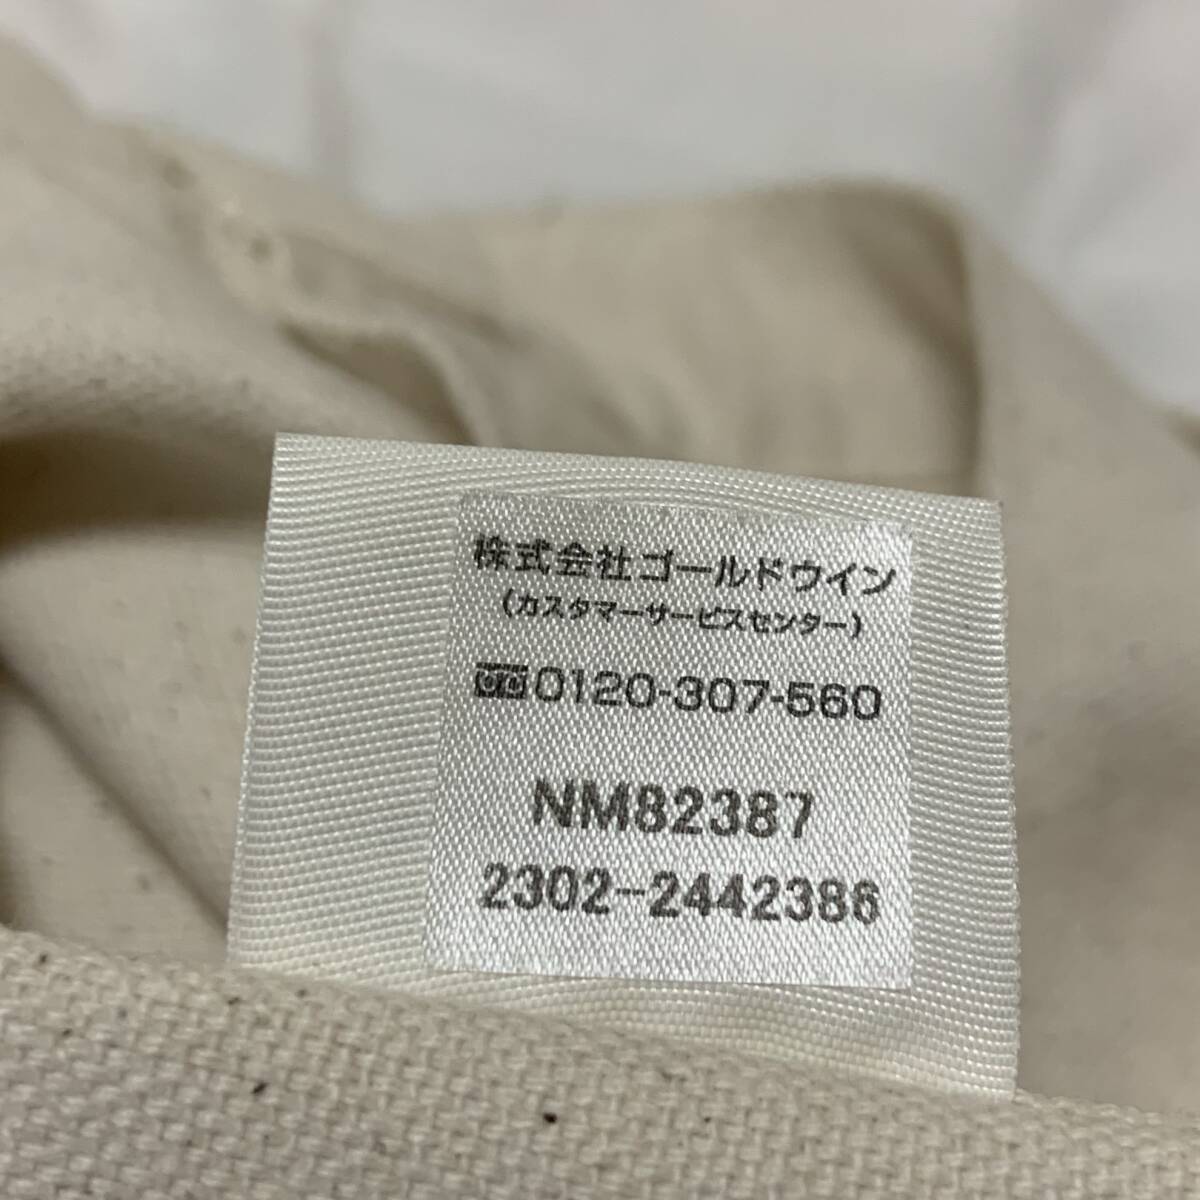 株式会社ゴールドウイン
(カスタマーサービスセンター)
0120-307-560
NM82387
2302-2442386